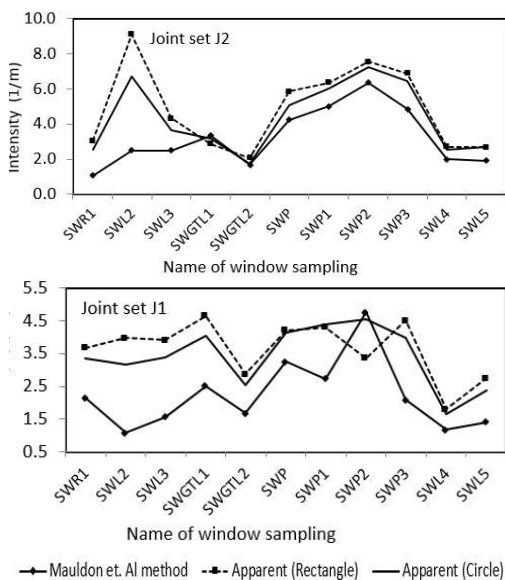 Joint set J2
Intensity (1/m)
10.0
8.0
6.0
4.0
2.0
0.0
SWR1
SWL2
SWL3
SWGTL1
SWGTL2
SWP
SWP1
SWP2
SWP3
SWL4
SWL5
Name of window sampling
Joint set J1
5.5
4.5
3.5
2.5
1.5
0.5
SWR1
SWL2
SWL3
SWGTL1
SWGTL2
SWP
SWP1
SWP2
SWP3
SWL4
SWL5
Name of window sampling
Mauldon et. Al method
Apparent (Rectangle)
Apparent (Circle)